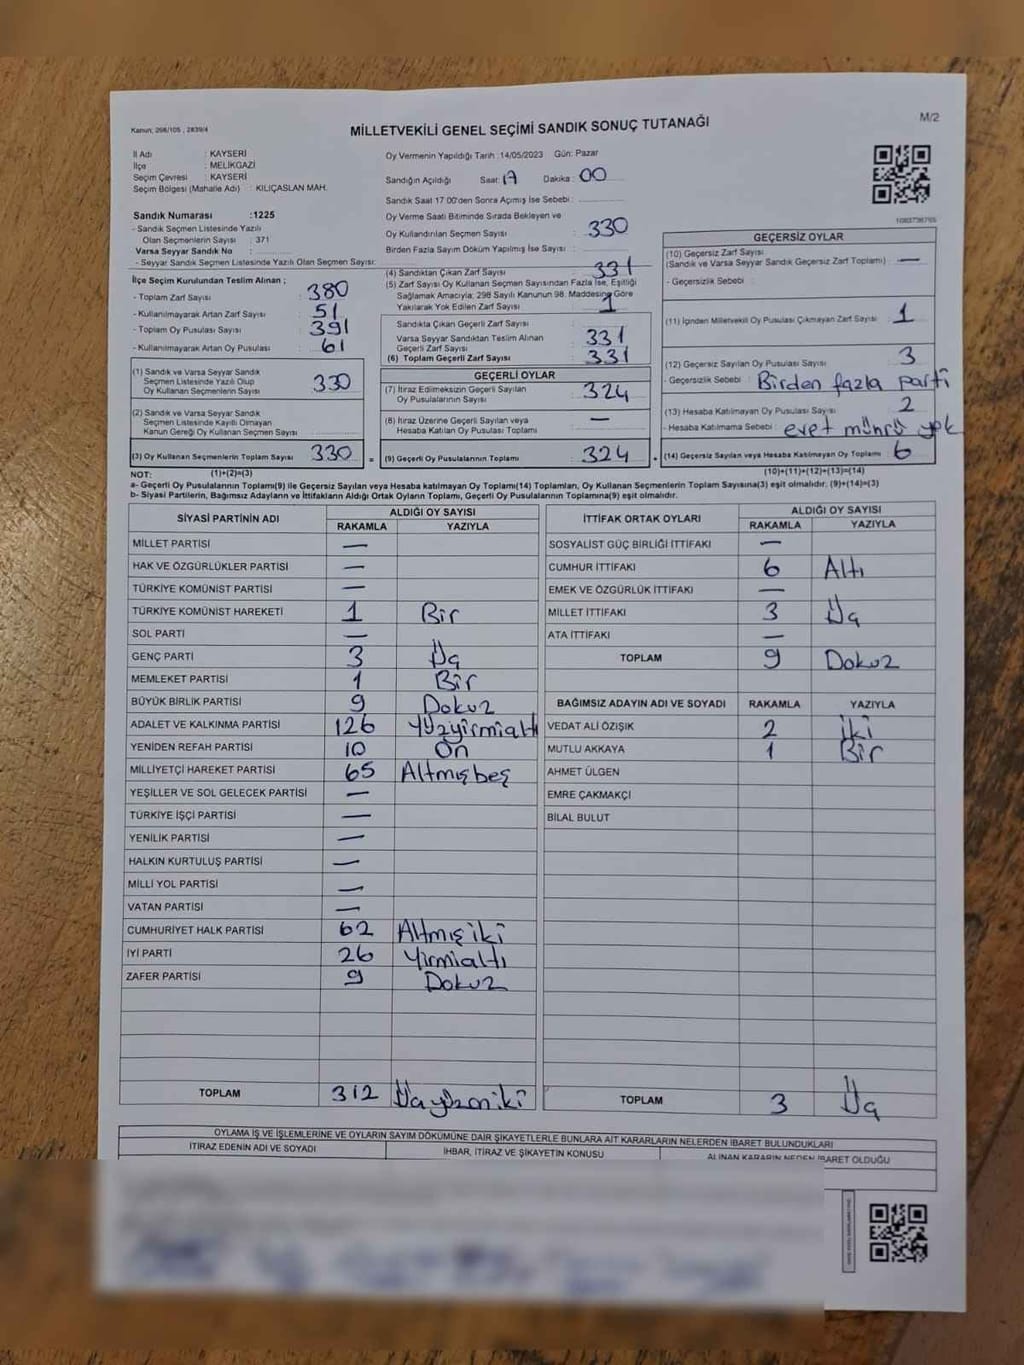 Kanun; 298/105 , 2839/4
MİLLETVEKİLİ GENEL SEÇİMİ SANDIK SONUÇ TUTANAĞI
M/2
İl Adı : KAYSERİ
İlçe : MELİKGAZİ
Seçim Çevresi : KAYSERİ
Seçim Bölgesi (Mahalle Adı) : KILIÇASLAN MAH.
Sandık Numarası :1225
- Sandık Seçmen Listesinde Yazılı
Olan Seçmenlerin Sayısı : 371
Varsa Seyyar Sandık No :
- Seyyar Sandık Seçmen Listesinde Yazılı Olan Seçmen Sayısı:
İlçe Seçim Kurulundan Teslim Alınan ;
- Toplam Zarf Sayısı : 380
- Kullanılmayarak Artan Zarf Sayısı : 51
- Toplam Oy Pusulası Sayısı : 391
- Kullanılmayarak Artan Oy Pusulası : 61
(1) Sandık ve Varsa Seyyar Sandık
Seçmen Listesinde Yazılı Olup
Oy Kullanan Seçmenlerin Sayısı : 330
(2) Sandık ve Varsa Seyyar Sandık
Seçmen Listesinde Kayıtlı Olmayan
Kanun Gereği Oy Kullanan Seçmen Sayısı :
(3) Oy Kullanan Seçmenlerin Toplam Sayısı : 330 =
(1)+(2)=(3)
Oy Vermenin Yapıldığı Tarih :14/05/2023 Gün: Pazar
Sandığın Açıldığı Saat: 17 Dakika: 00
Sandık Saat 17:00'den Sonra Açılmış İse Sebebi :
Oy Verme Saati Bitiminde Sırada Bekleyen ve
Oy Kullandırılan Seçmen Sayısı : 330
Birden Fazla Sayım Döküm Yapılmış İse Sayısı :
(4) Sandıktan Çıkan Zarf Sayısı : 331
(5) Zarf Sayısı Oy Kullanan Seçmen Sayısından Fazla İse, Eşitliği
Sağlamak Amacıyla; 298 Sayılı Kanunun 98. Maddesine Göre
Yakılarak Yok Edilen Zarf Sayısı : 1
Sandıkta Çıkan Geçerli Zarf Sayısı : 331
Varsa Seyyar Sandıktan Teslim Alınan
Geçerli Zarf Sayısı : 331
(6) Toplam Geçerli Zarf Sayısı : 331
GEÇERLİ OYLAR
(7) İtiraz Edilmeksizin Geçerli Sayılan
Oy Pusulalarının Sayısı : 324
(8) İtiraz Üzerine Geçerli Sayılan veya
Hesaba Katılan Oy Pusulası Toplamı : —
(9) Geçerli Oy Pusulalarının Toplamı : 324 +
GEÇERSİZ OYLAR
(10) Geçersiz Zarf Sayısı
(Sandık ve Varsa Seyyar Sandık Geçersiz Zarf Toplamı) : —
- Geçersizlik Sebebi :
(11) İçinden Milletvekili Oy Pusulası Çıkmayan Zarf Sayısı : 1
(12) Geçersiz Sayılan Oy Pusulası Sayısı : 3
- Geçersizlik Sebebi : Birden fazla parti
(13) Hesaba Katılmayan Oy Pusulası Sayısı : 2
- Hesaba Katılmama Sebebi : evet mührü yok
(14) Geçersiz Sayılan veya Hesaba Katılmayan Oy Toplamı : 6
(10)+(11)+(12)+(13)=(14)
NOT:
a- Geçerli Oy Pusulalarının Toplamı(9) ile Geçersiz Sayılan veya Hesaba katılmayan Oy Toplamı(14) Toplamları, Oy Kullanan Seçmenlerin Toplam Sayısına(3) eşit olmalıdır. (9)+(14)=(3)
b- Siyasi Partilerin, Bağımsız Adayların ve İttifakların Aldığı Ortak Oyların Toplamı, Geçerli Oy Pusulalarının Toplamına(9) eşit olmalıdır.
SİYASİ PARTİNİN ADI ALDIĞI OY SAYISI
RAKAMLA YAZIYLA
MİLLET PARTİSİ —
HAK VE ÖZGÜRLÜKLER PARTİSİ —
TÜRKİYE KOMÜNİST PARTİSİ —
TÜRKİYE KOMÜNİST HAREKETİ 1 Bir
SOL PARTİ —
GENÇ PARTİ 3 Üç
MEMLEKET PARTİSİ 1 Bir
BÜYÜK BİRLİK PARTİSİ 9 Dokuz
ADALET VE KALKINMA PARTİSİ 126 Yüzyirmialtı
YENİDEN REFAH PARTİSİ 10 On
MİLLİYETÇİ HAREKET PARTİSİ 65 Altmışbeş
YEŞİLLER VE SOL GELECEK PARTİSİ —
TÜRKİYE İŞÇİ PARTİSİ —
YENİLİK PARTİSİ —
HALKIN KURTULUŞ PARTİSİ —
MİLLİ YOL PARTİSİ —
VATAN PARTİSİ —
CUMHURİYET HALK PARTİSİ 62 Altmışiki
İYİ PARTİ 26 Yirmialtı
ZAFER PARTİSİ 9 Dokuz
TOPLAM 312 Üçyüzoniki
İTTİFAK ORTAK OYLARI ALDIĞI OY SAYISI
RAKAMLA YAZIYLA
SOSYALİST GÜÇ BİRLİĞİ İTTİFAKI —
CUMHUR İTTİFAKI 6 Altı
EMEK VE ÖZGÜRLÜK İTTİFAKI —
MİLLET İTTİFAKI 3 Üç
ATA İTTİFAKI —
TOPLAM 9 Dokuz
BAĞIMSIZ ADAYIN ADI VE SOYADI RAKAMLA YAZIYLA
VEDAT ALİ ÖZIŞIK 2 İki
MUTLU AKKAYA 1 Bir
AHMET ÜLGEN
EMRE ÇAKMAKÇI
BİLAL BULUT
TOPLAM 3 Üç
OYLAMA İŞ VE İŞLEMLERİNE VE OYLARIN SAYIM DÖKÜMÜNE DAİR ŞİKAYETLERLE BUNLARA AİT KARARLARIN NELERDEN İBARET BULUNDUKLARI
İTİRAZ EDENİN ADI VE SOYADI İHBAR, İTİRAZ VE ŞİKAYETİN KONUSU ALINAN KARARIN NEDEN İBARET OLDUĞU